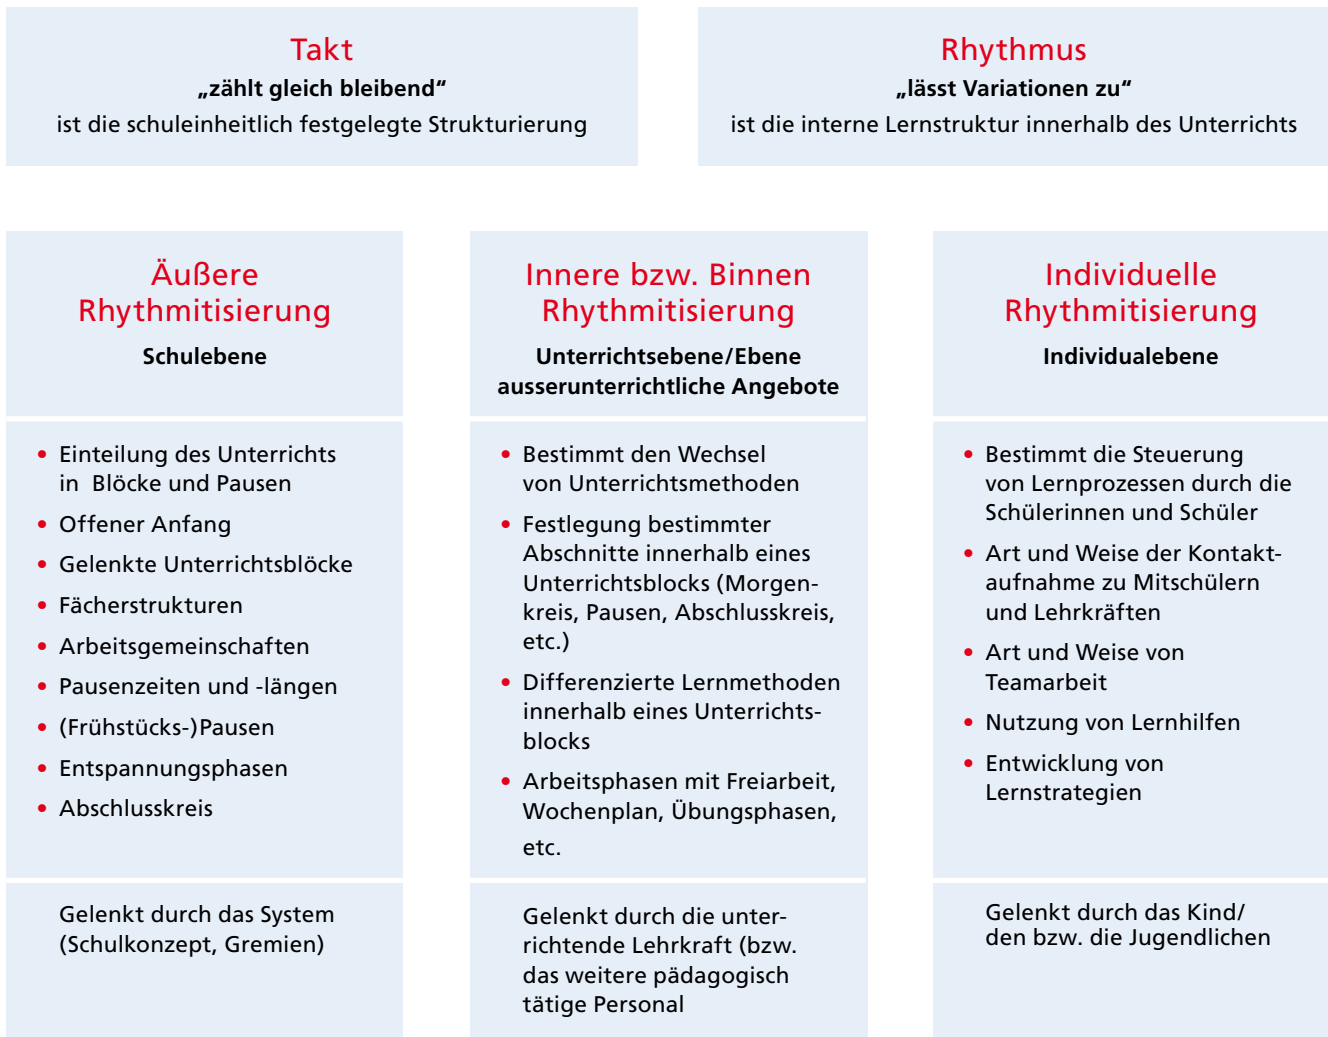 Takt
„zählt gleich bleibend“
ist die schuleinheitlich festgelegte Strukturierung
Rhythmus
„lässt Variationen zu“
ist die interne Lernstruktur innerhalb des Unterrichts
Äußere
Rhythmitisierung
Schulebene
• Einteilung des Unterrichts
in Blöcke und Pausen
• Offener Anfang
• Gelenkte Unterrichtsblöcke
• Fächerstrukturen
• Arbeitsgemeinschaften
• Pausenzeiten und -längen
• (Frühstücks-)Pausen
• Entspannungsphasen
• Abschlusskreis
Gelenkt durch das System
(Schulkonzept, Gremien)
Innere bzw. Binnen
Rhythmitisierung
Unterrichtsebene/Ebene
ausserunterrichtliche Angebote
• Bestimmt den Wechsel
von Unterrichtsmethoden
• Festlegung bestimmter
Abschnitte innerhalb eines
Unterrichtsblocks (Morgen-
kreis, Pausen, Abschlusskreis,
etc.)
• Differenzierte Lernmethoden
innerhalb eines Unterrichts-
blocks
• Arbeitsphasen mit Freiarbeit,
Wochenplan, Übungsphasen,
etc.
Gelenkt durch die unter-
richtende Lehrkraft (bzw.
das weitere pädagogisch
tätige Personal
Individuelle
Rhythmitisierung
Individualebene
• Bestimmt die Steuerung
von Lernprozessen durch die
Schülerinnen und Schüler
• Art und Weise der Kontakt-
aufnahme zu Mitschülern
und Lehrkräften
• Art und Weise von
Teamarbeit
• Nutzung von Lernhilfen
• Entwicklung von
Lernstrategien
Gelenkt durch das Kind/
den bzw. die Jugendlichen